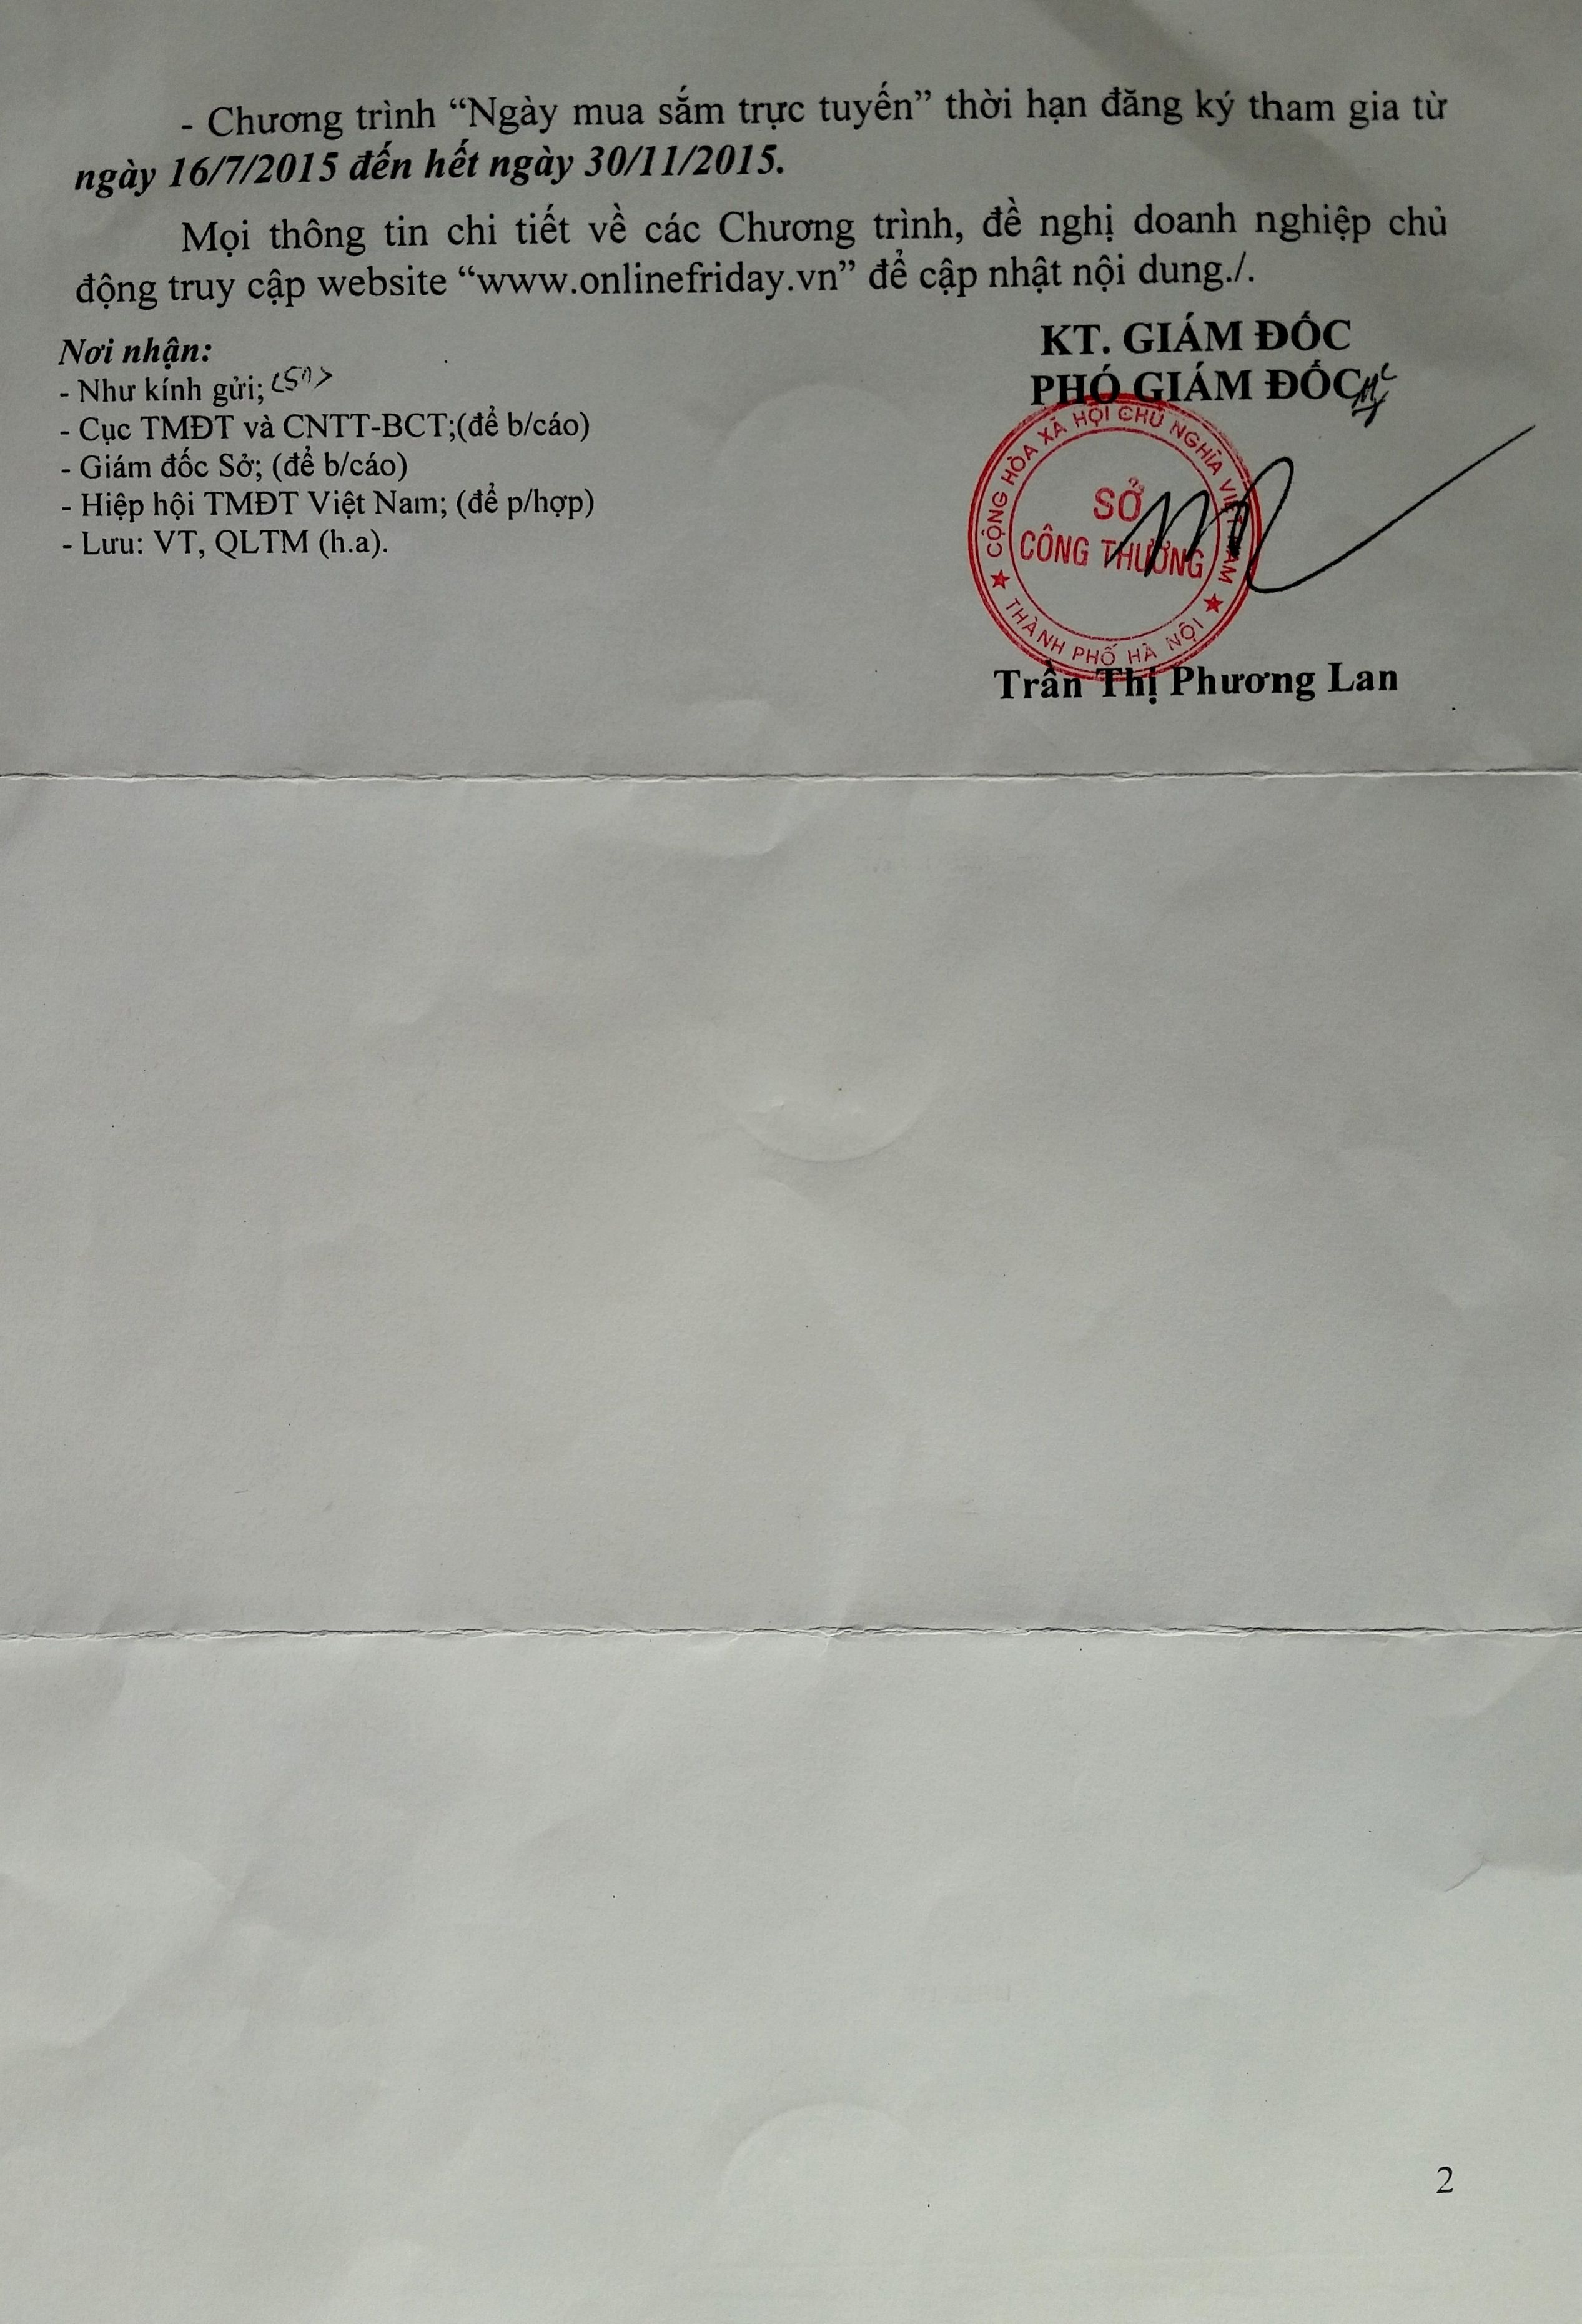 - Chương trình “Ngày mua sắm trực tuyến” thời hạn đăng ký tham gia từ
ngày 16/7/2015 đến hết ngày 30/11/2015.
Mọi thông tin chi tiết về các Chương trình, đề nghị doanh nghiệp chủ
động truy cập website “www.onlinefriday.vn” để cập nhật nội dung./.
Nơi nhận:
- Như kính gửi;
- Cục TMĐT và CNTT-BCT;(để b/cáo)
- Giám đốc Sở; (để b/cáo)
- Hiệp hội TMĐT Việt Nam; (để p/hợp)
- Lưu: VT, QLTM (h.a).
KT. GIÁM ĐỐC
PHÓ GIÁM ĐỐC
CỘNG HÒA XÃ HỘI CHỦ NGHĨA VIỆT NAM
SỞ
CÔNG THƯƠNG
THÀNH PHỐ HÀ NỘI
Trần Thị Phương Lan
2